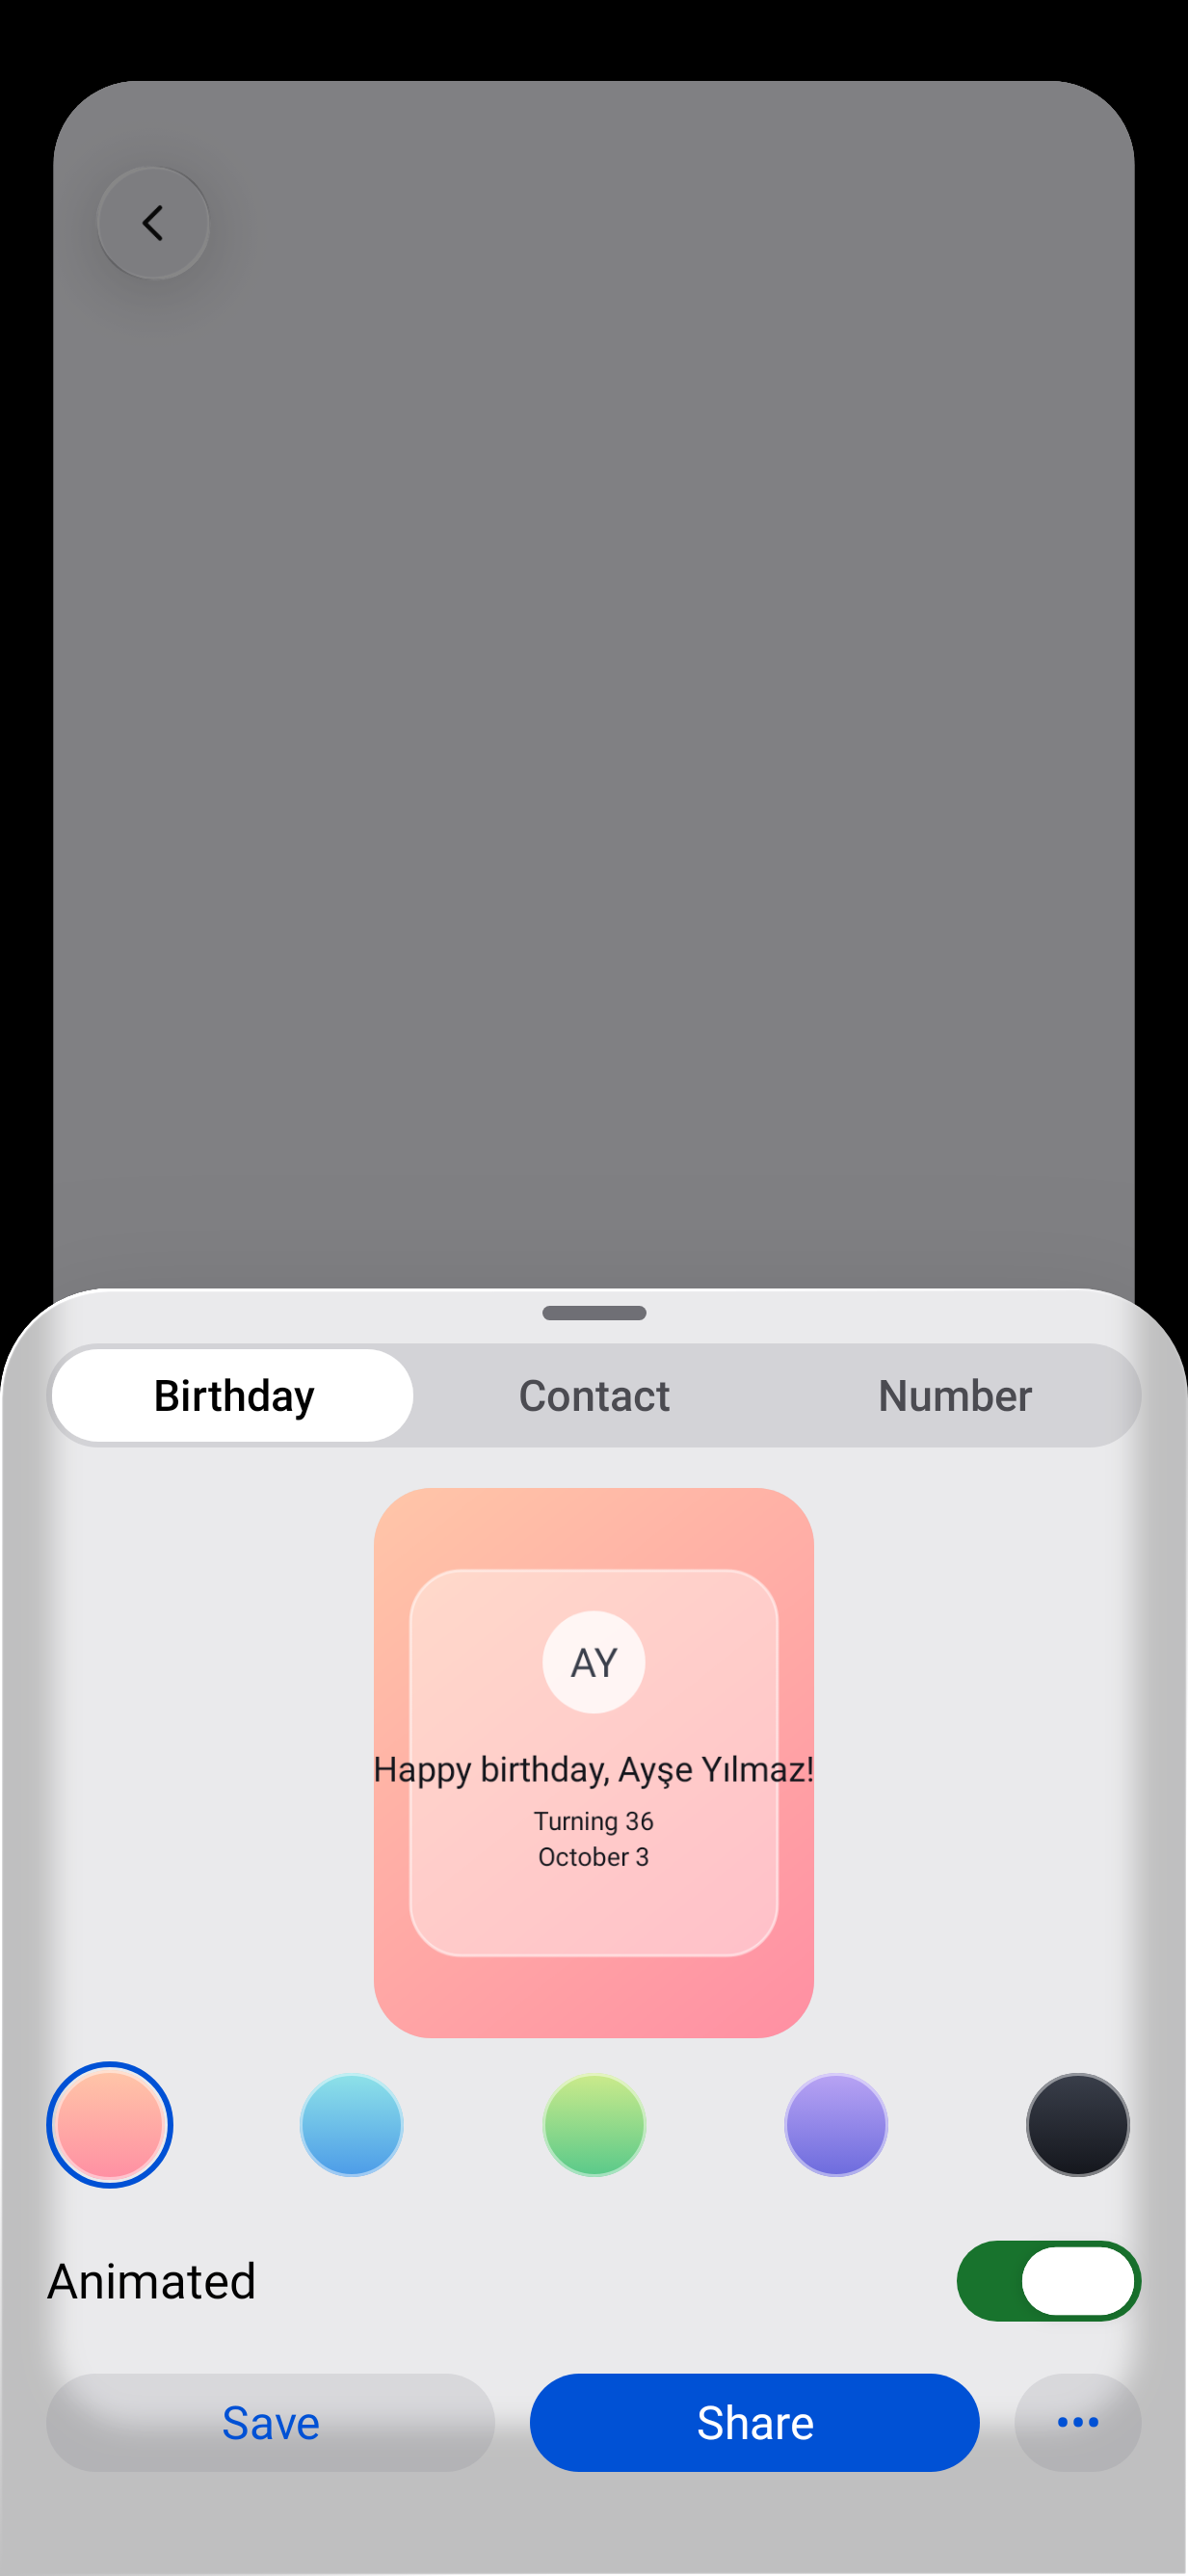 Birthday
Contact
Number
AY
Happy birthday, Ayşe Yılmaz!
Turning 36
October 3
Animated
Save
Share